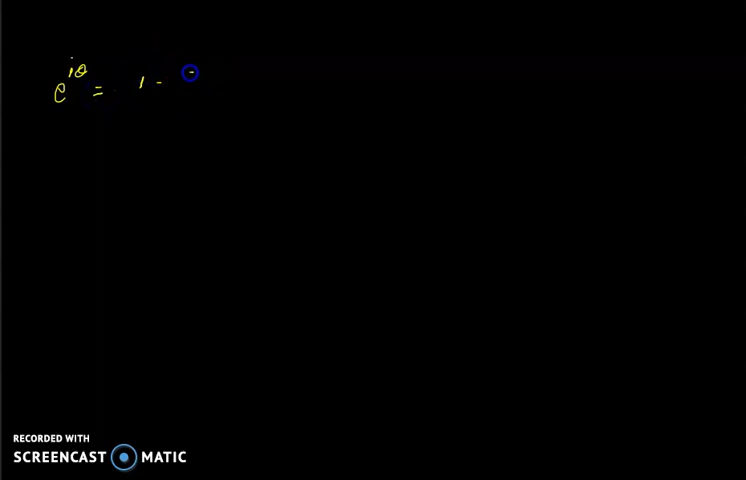 e^{iθ} = 1 -
RECORDED WITH
SCREENCAST MATIC